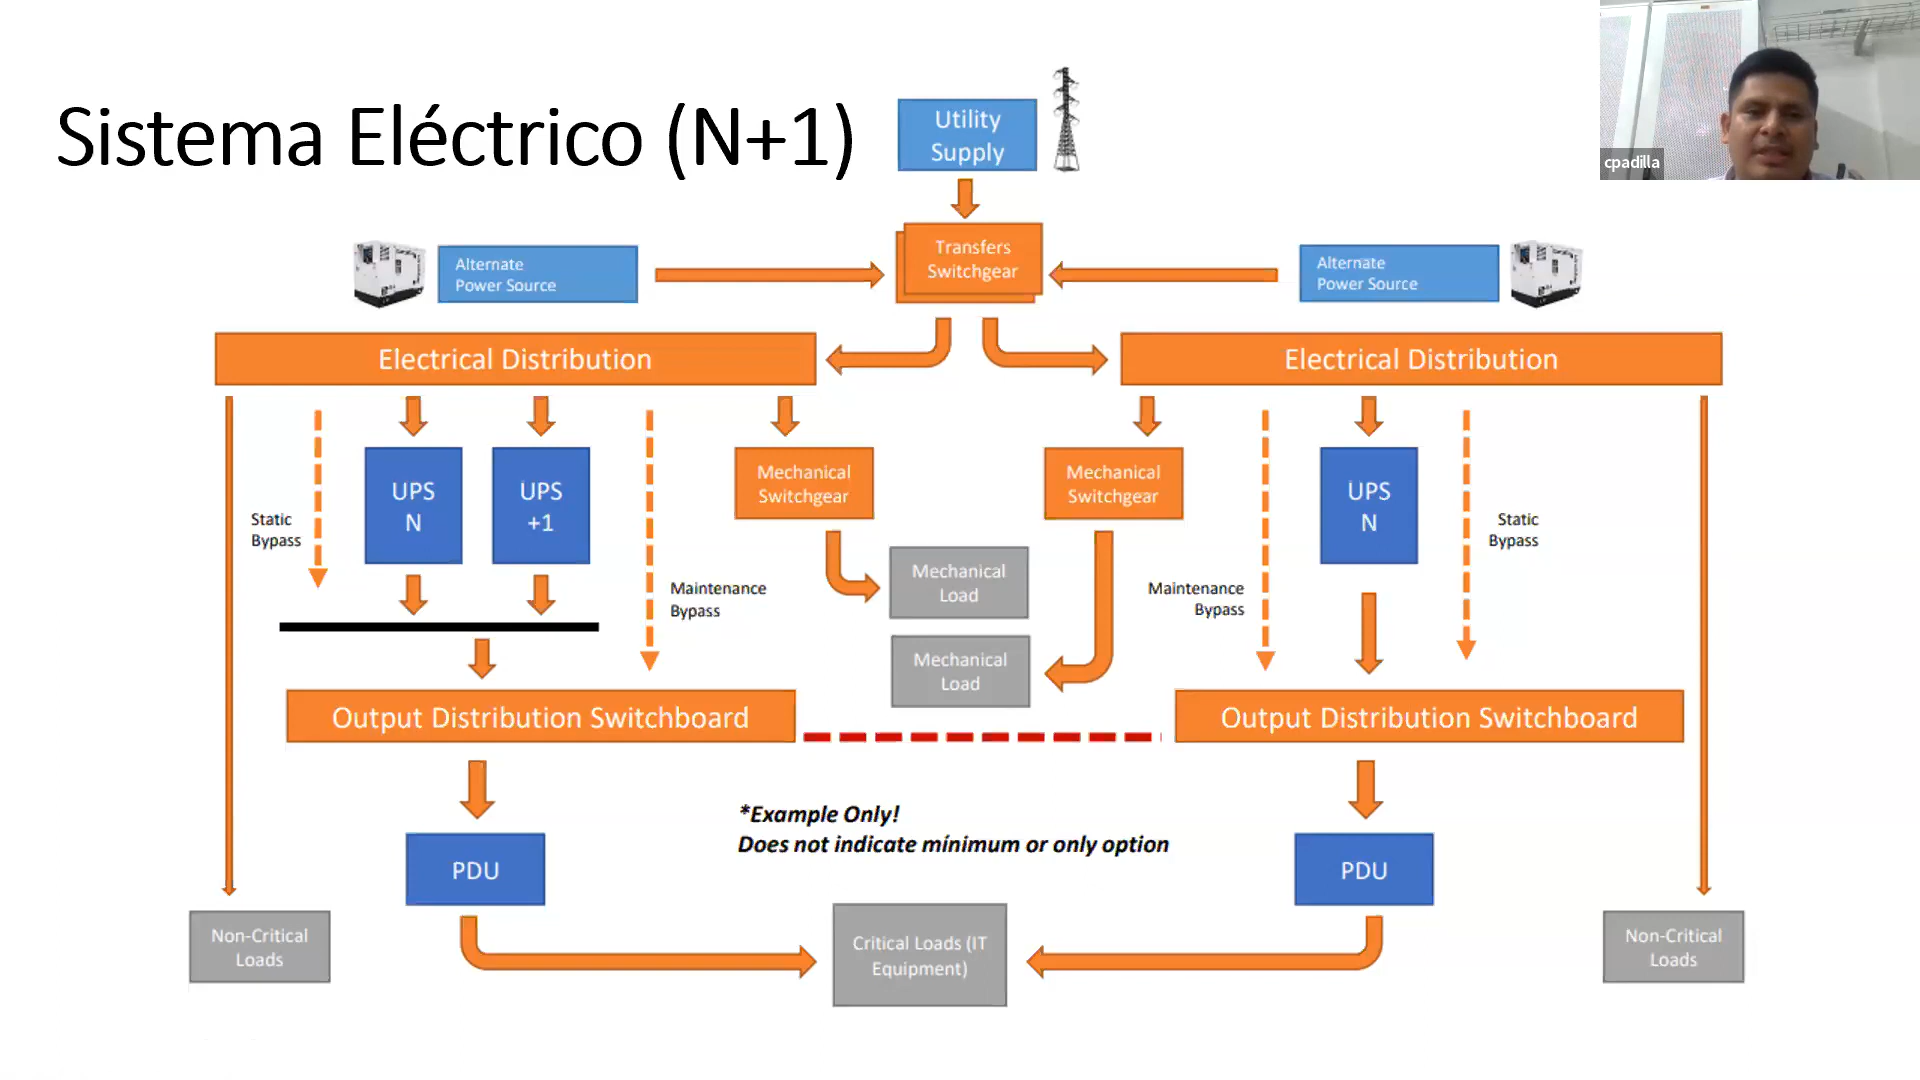 Sistema Eléctrico (N+1)
Utility
Supply
cpadilla
Alternate
Power Source
Transfers
Switchgear
Alternate
Power Source
Electrical Distribution
Electrical Distribution
UPS
N
UPS
+1
Mechanical
Switchgear
Mechanical
Switchgear
UPS
N
Static
Bypass
Static
Bypass
Maintenance
Bypass
Mechanical
Load
Maintenance
Bypass
Mechanical
Load
Output Distribution Switchboard
Output Distribution Switchboard
*Example Only!
Does not indicate mínimum or only option
PDU
PDU
Non-Critical
Loads
Critical Loads (IT
Equipment)
Non-Critical
Loads